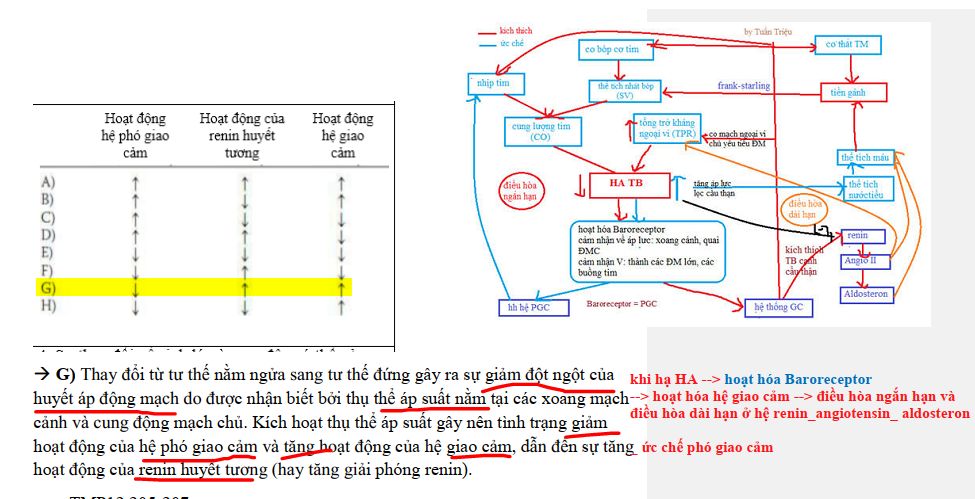 Hoạt động hệ phó giao cảm
Hoạt động của renin huyết tương
Hoạt động hệ giao cảm
A)
B)
C)
D)
E)
F)
G)
H)
kích thích
ức chế
by Tuấn Triệu
co bóp cơ tim
co thắt TM
nhịp tim
thể tích nhát bóp
(SV)
frank-starling
tiền gánh
cung lượng tim
(CO)
tổng trở kháng
ngoại vi (TPR)
co mạch ngoại vi
chủ yếu tiểu ĐM
thể tích máu
điều hòa
ngắn hạn
HA TB
tăng áp lực
lọc cầu thận
thể tích
nước tiểu
điều hòa
dài hạn
hoạt hóa Baroreceptor
cảm nhận về áp lực: xoang cảnh, quai
ĐMC
cảm nhận V: thành các ĐM lớn, các
buồng tim
renin
kích thích
TB cạnh
cầu thận
Angio II
Aldosteron
hh hệ PGC
Baroreceptor = PGC
hệ thống GC
→ G) Thay đổi từ tư thế nằm ngửa sang tư thế đứng gây ra sự giảm đột ngột của
huyết áp động mạch do được nhận biết bởi thụ thể áp suất nằm tại các xoang mạch
cảnh và cung động mạch chủ. Kích hoạt thụ thể áp suất gây nên tình trạng giảm
hoạt động của hệ phó giao cảm và tăng hoạt động của hệ giao cảm, dẫn đến sự tăng
hoạt động của renin huyết tương (hay tăng giải phóng renin).
khi hạ HA --> hoạt hóa Baroreceptor
--> hoạt hóa hệ giao cảm --> điều hòa ngắn hạn và
điều hòa dài hạn ở hệ renin_angiotensin_ aldosteron
_ ức chế phó giao cảm